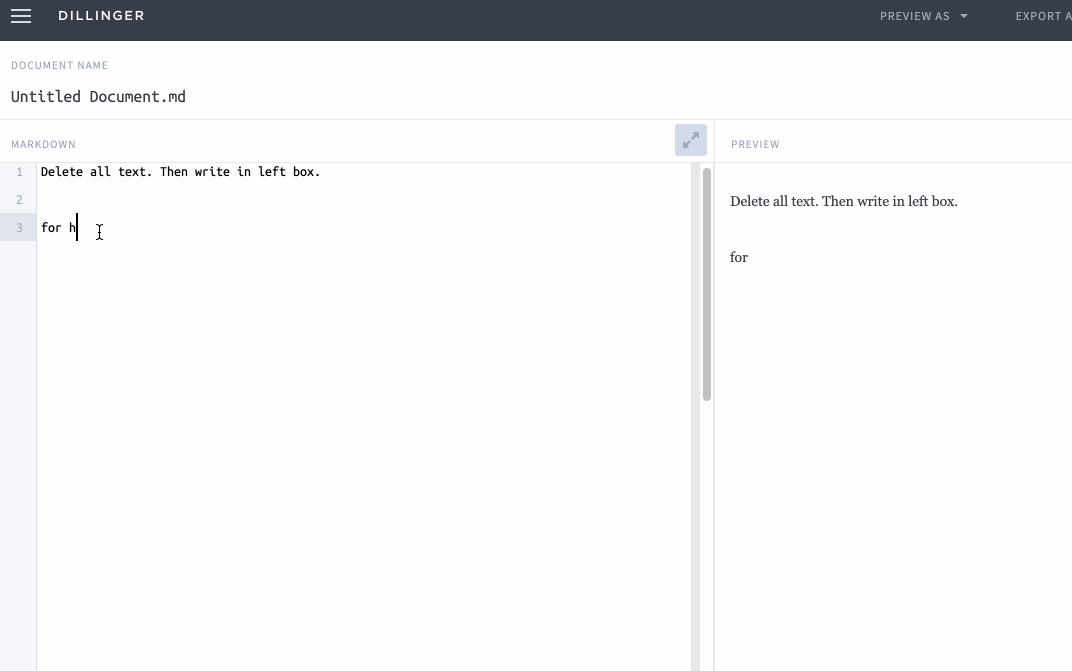 DILLINGER
PREVIEW AS
EXPORT A
DOCUMENT NAME
Untitled Document.md
MARKDOWN
PREVIEW
1 Delete all text. Then write in left box.
2
3 for h
Delete all text. Then write in left box.
for